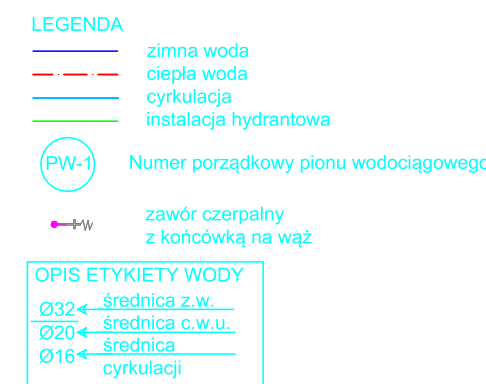 LEGENDA
zimna woda
ciepła woda
cyrkulacja
instalacja hydrantowa
PW-1 Numer porządkowy pionu wodociągowego
zawór czerpalny
z końcówką na wąż
OPIS ETYKIETY WODY
Ø32 średnica z.w.
Ø20 średnica c.w.u.
Ø16 średnica
cyrkulacji